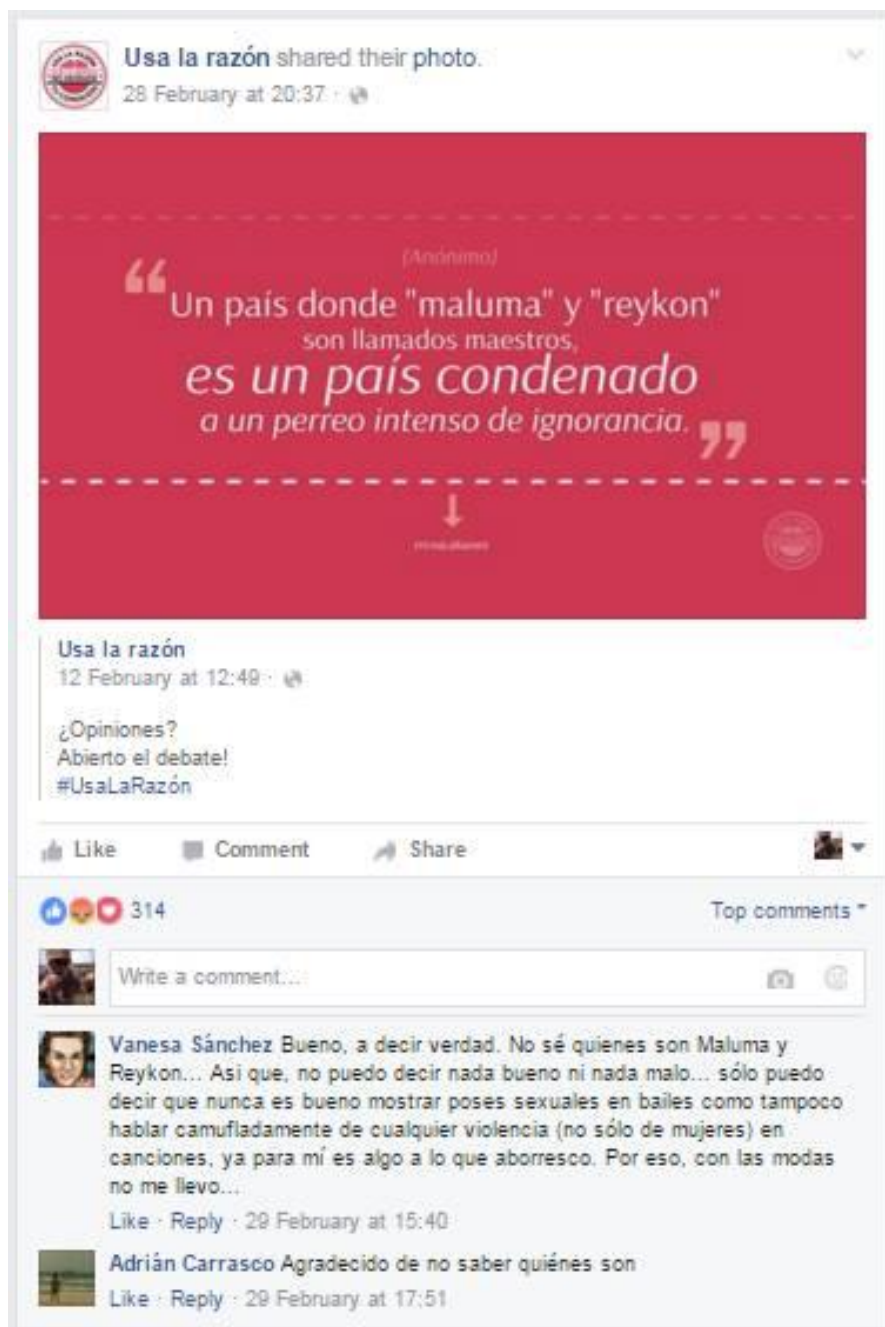 Usa la razón shared their photo.
28 February at 20:37 ·
(Anónimo)
“Un país donde "maluma" y "reykon"
son llamados maestros,
es un país condenado
a un perreo intenso de ignorancia.”
Usa la razón
12 February at 12:49 ·
¿Opiniones?
Abierto el debate!
#UsaLaRazón
Like Comment Share
314 Top comments
Write a comment...
Vanesa Sánchez Bueno, a decir verdad. No sé quienes son Maluma y
Reykon... Asi que, no puedo decir nada bueno ni nada malo... sólo puedo
decir que nunca es bueno mostrar poses sexuales en bailes como tampoco
hablar camufladamente de cualquier violencia (no sólo de mujeres) en
canciones, ya para mí es algo a lo que aborresco. Por eso, con las modas
no me llevo...
Like · Reply · 29 February at 15:40
Adrián Carrasco Agradecido de no saber quiénes son
Like · Reply · 29 February at 17:51